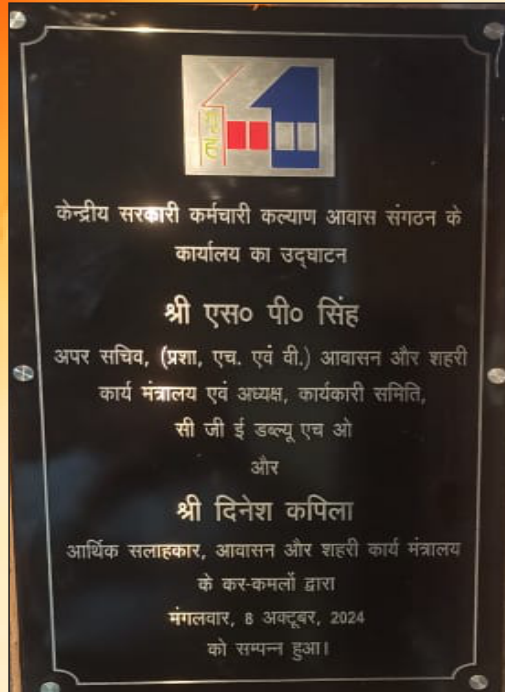 गृह
केन्द्रीय सरकारी कर्मचारी कल्याण आवास संगठन के
कार्यालय का उद्घाटन
श्री एस० पी० सिंह
अपर सचिव, (प्रशा, एच. एवं वी.) आवासन और शहरी
कार्य मंत्रालय एवं अध्यक्ष, कार्यकारी समिति,
सी जी ई डब्ल्यू एच ओ
और
श्री दिनेश कपिला
आर्थिक सलाहकार, आवासन और शहरी कार्य मंत्रालय
के कर-कमलों द्वारा
मंगलवार, 8 अक्टूबर, 2024
को सम्पन्न हुआ।